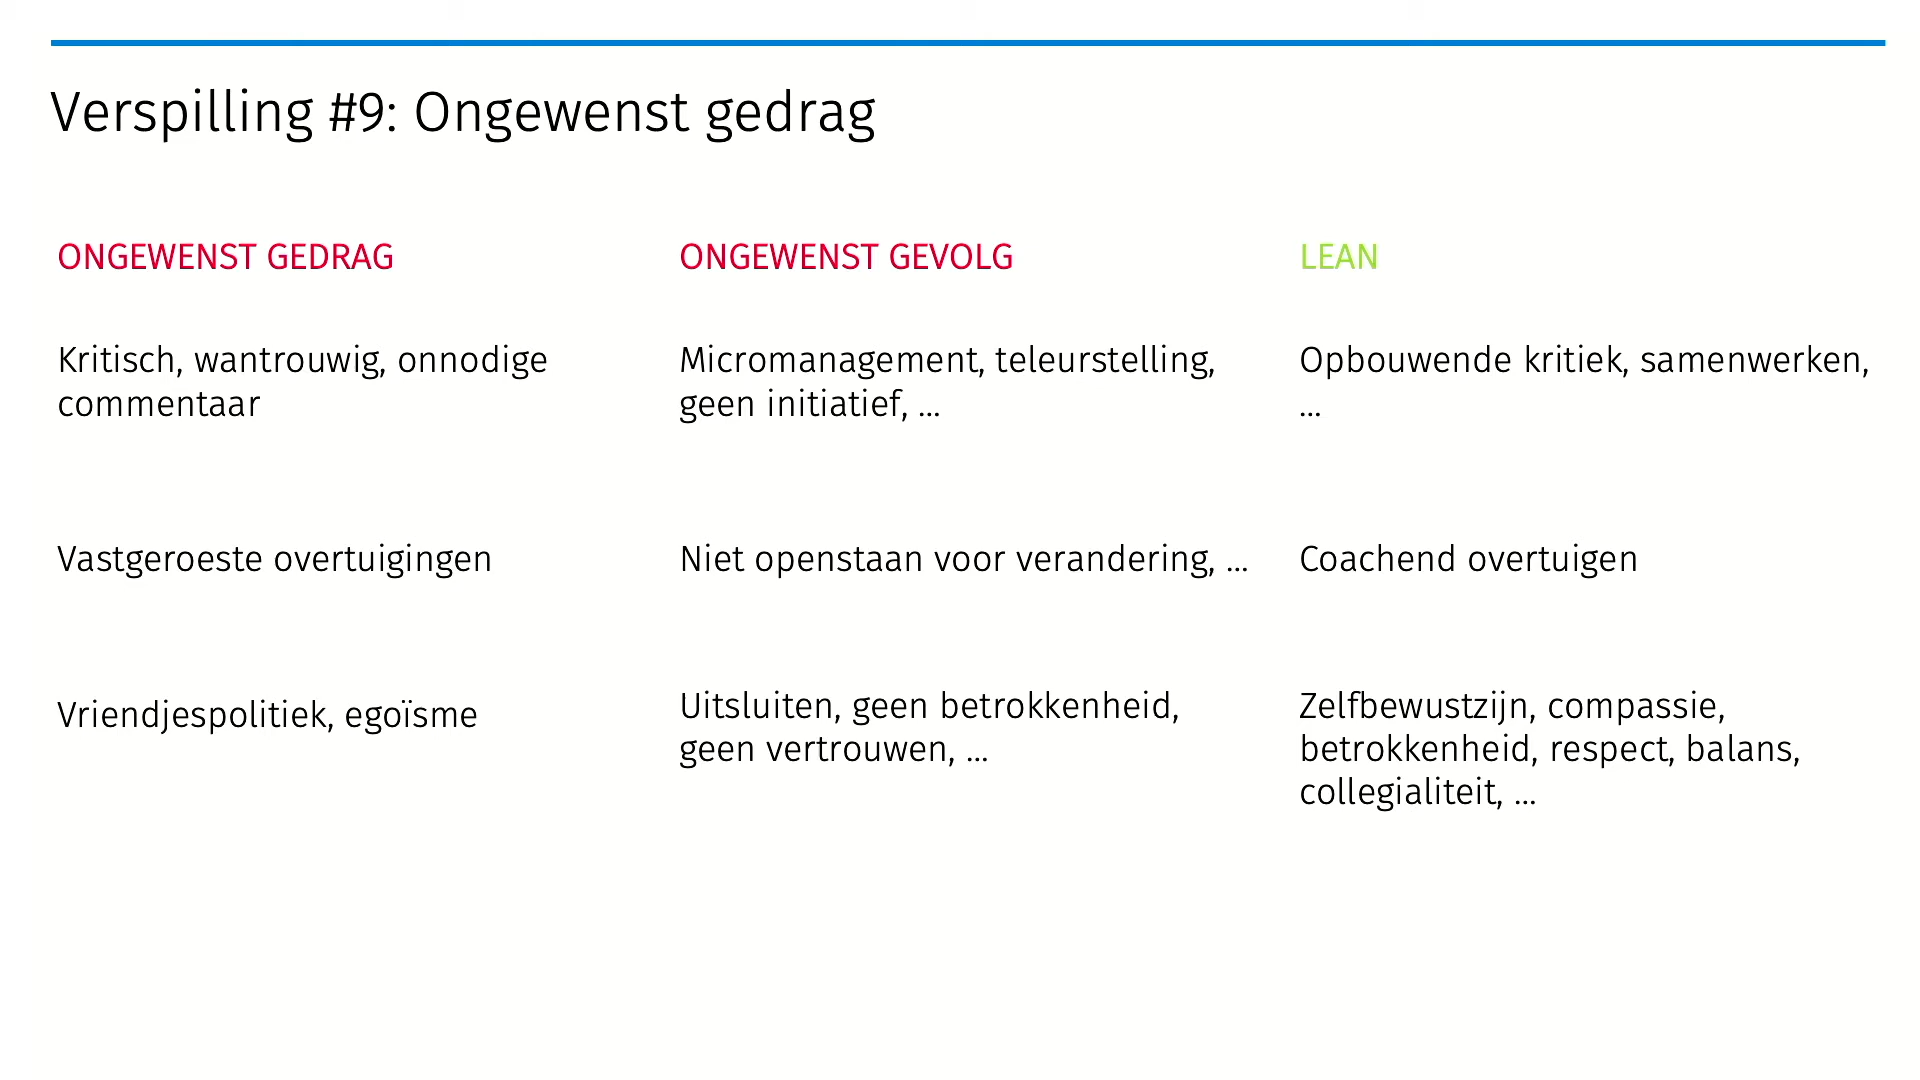 Verspilling #9: Ongewenst gedrag
ONGEWENST GEDRAG
ONGEWENST GEVOLG
LEAN
Kritisch, wantrouwig, onnodige
commentaar
Micromanagement, teleurstelling,
geen initiatief, ...
Opbouwende kritiek, samenwerken,
...
Vastgeroeste overtuigingen
Niet openstaan voor verandering, ...
Coachend overtuigen
Vriendjespolitiek, egoïsme
Uitsluiten, geen betrokkenheid,
geen vertrouwen, ...
Zelfbewustzijn, compassie,
betrokkenheid, respect, balans,
collegialiteit, ...